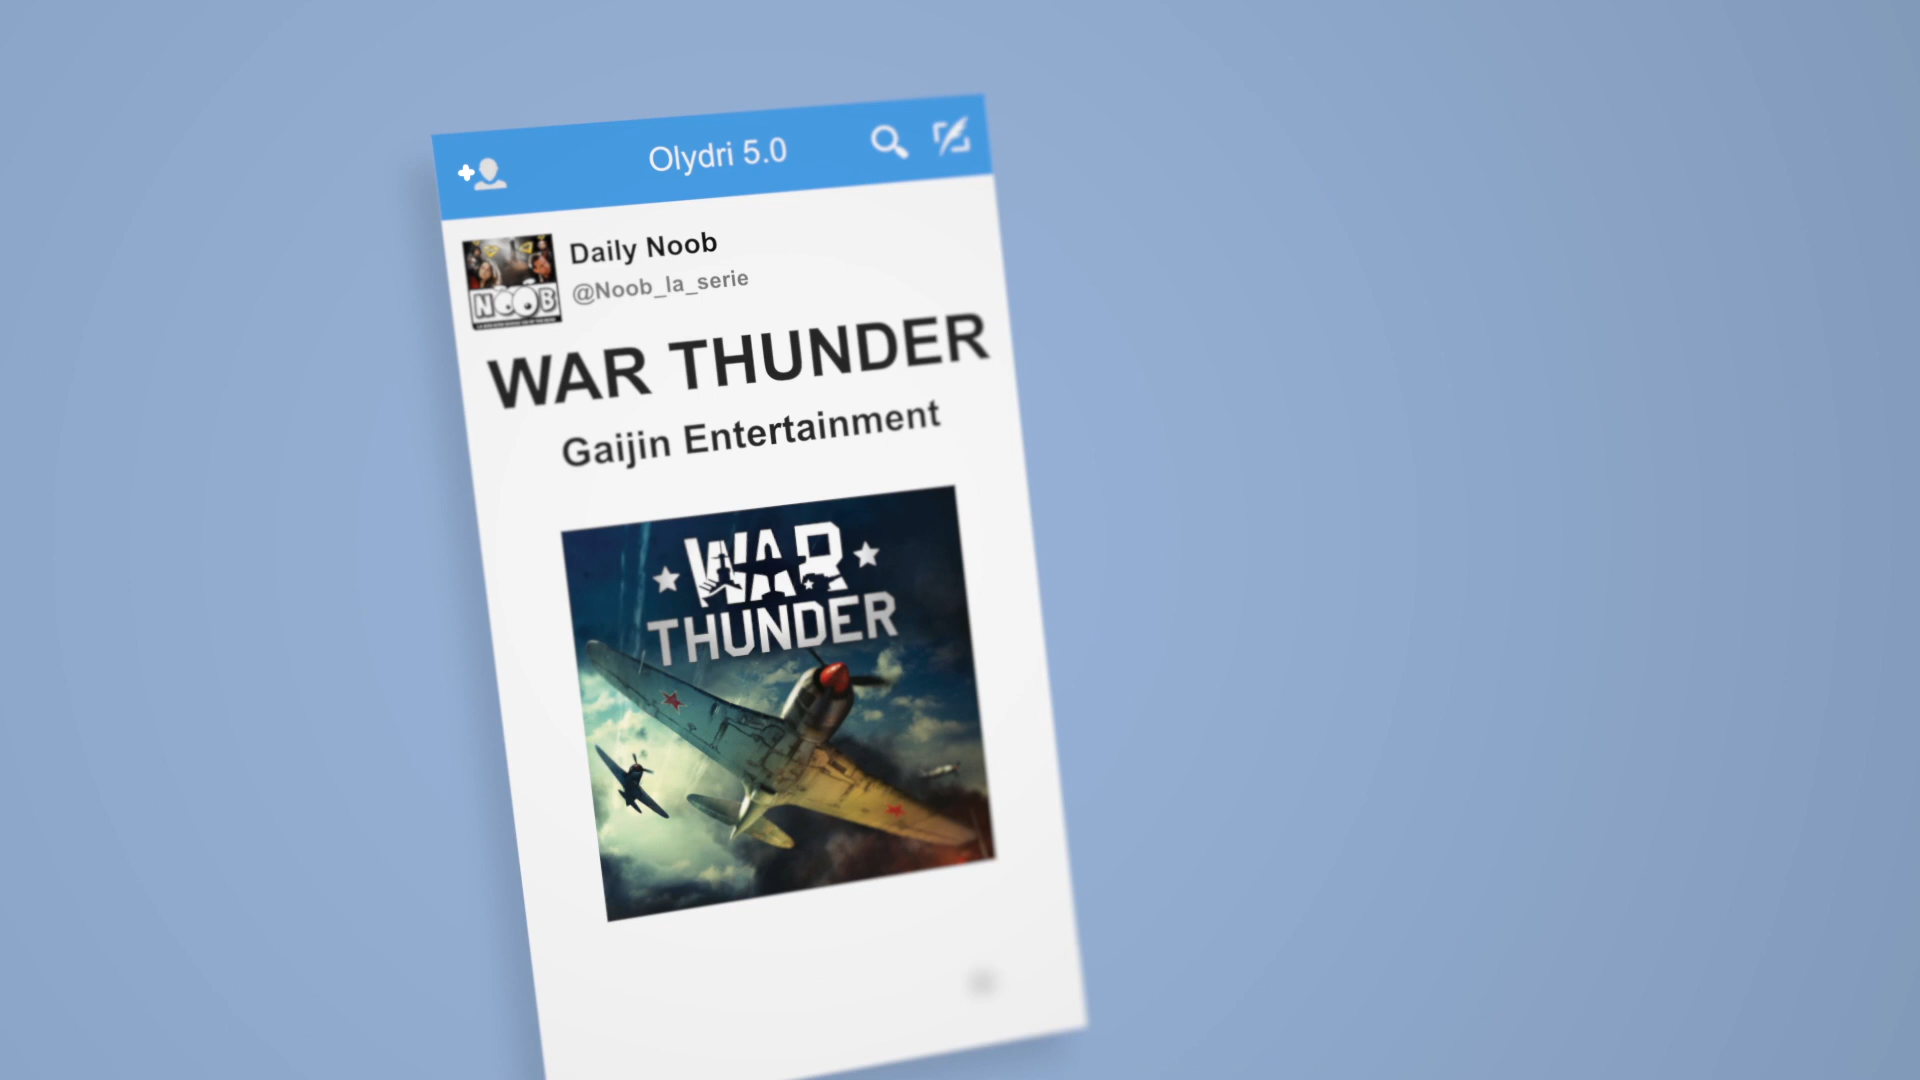 Olydri 5.0
Daily Noob
@Noob_la_serie
NOOB
WAR THUNDER
Gaijin Entertainment
WAR
THUNDER